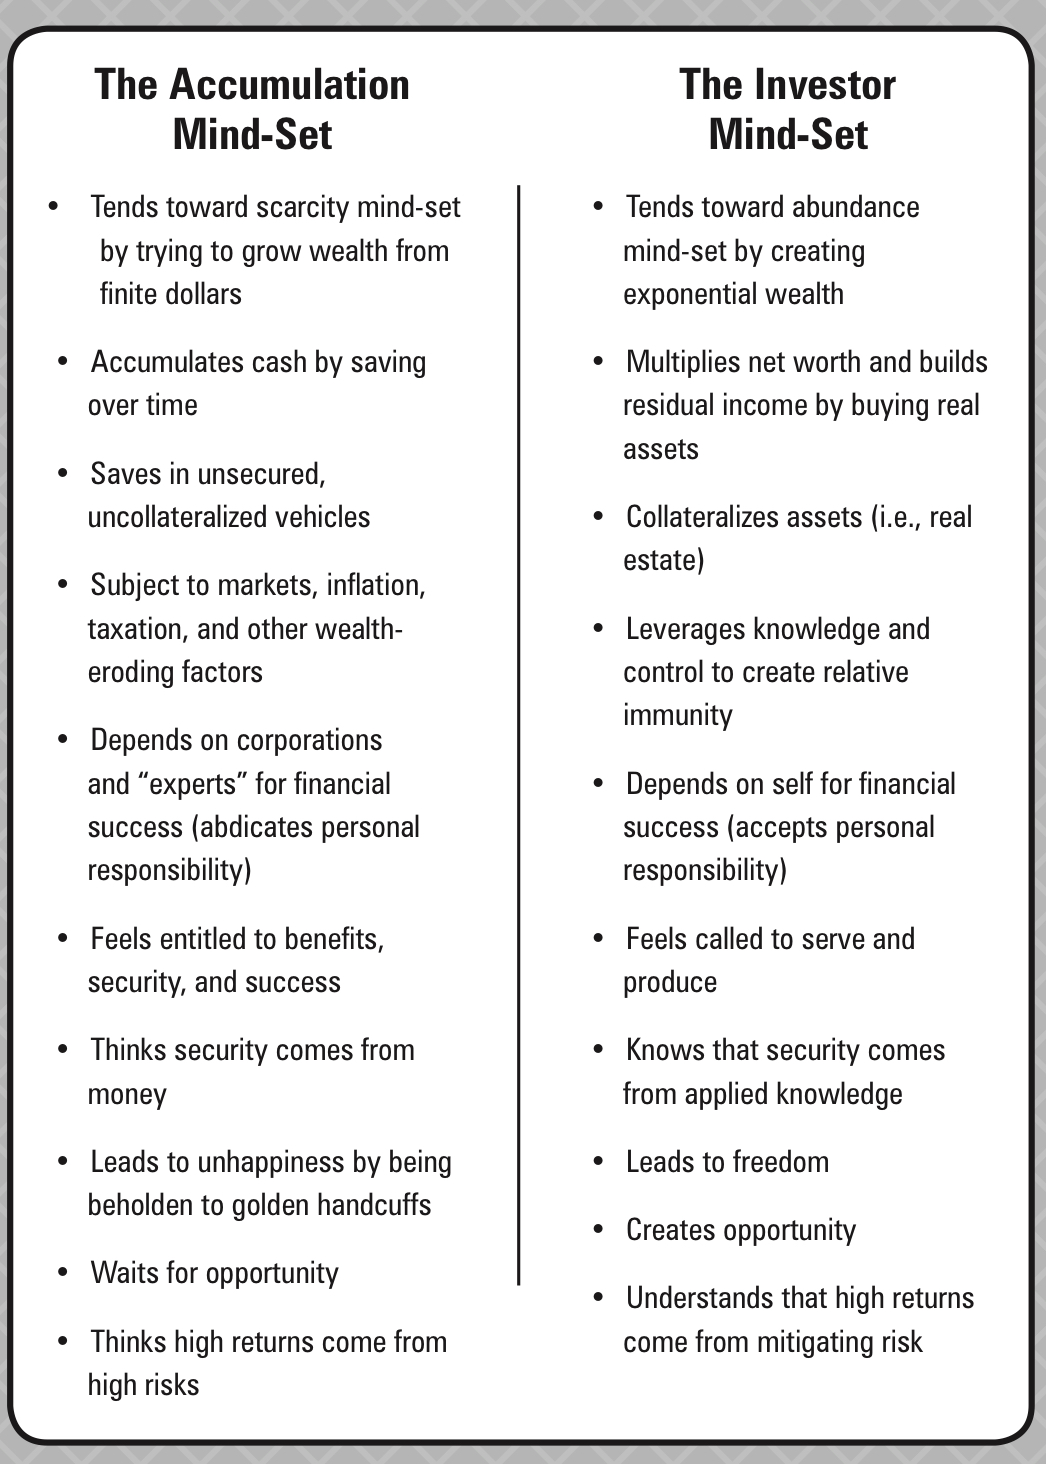 The Accumulation
Mind-Set
• Tends toward scarcity mind-set
by trying to grow wealth from
finite dollars
• Accumulates cash by saving
over time
• Saves in unsecured,
uncollateralized vehicles
• Subject to markets, inflation,
taxation, and other wealth-
eroding factors
• Depends on corporations
and “experts” for financial
success (abdicates personal
responsibility)
• Feels entitled to benefits,
security, and success
• Thinks security comes from
money
• Leads to unhappiness by being
beholden to golden handcuffs
• Waits for opportunity
• Thinks high returns come from
high risks
The Investor
Mind-Set
• Tends toward abundance
mind-set by creating
exponential wealth
• Multiplies net worth and builds
residual income by buying real
assets
• Collateralizes assets (i.e., real
estate)
• Leverages knowledge and
control to create relative
immunity
• Depends on self for financial
success (accepts personal
responsibility)
• Feels called to serve and
produce
• Knows that security comes
from applied knowledge
• Leads to freedom
• Creates opportunity
• Understands that high returns
come from mitigating risk